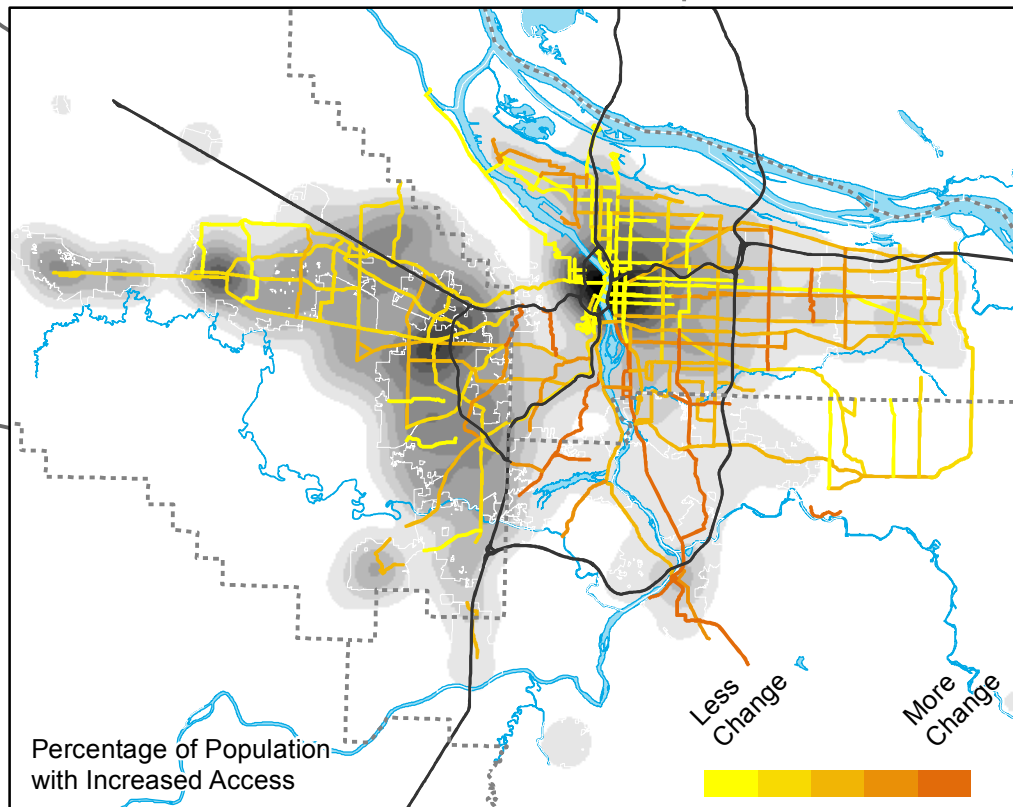 Less
Change
More
Change
Percentage of Population
with Increased Access